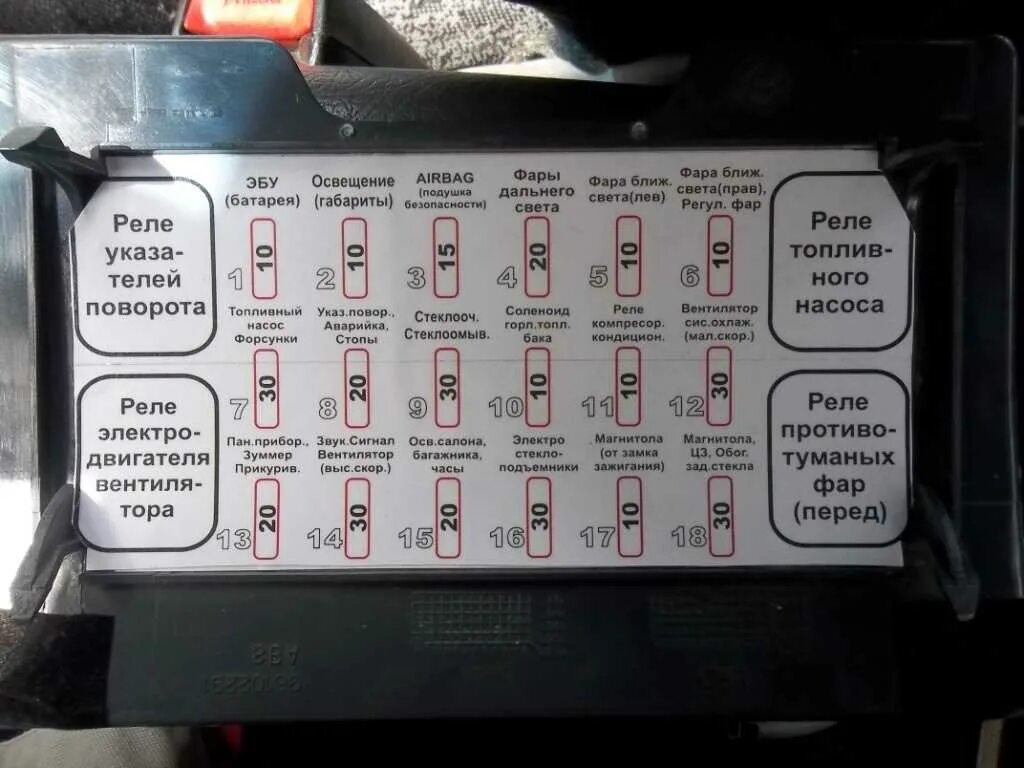 Реле
указа-
телей
поворота
ЭБУ
(батарея)
1
10
Освещение
(габариты)
2
10
AIRBAG
(подушка
безопасности)
3
15
Фары
дальнего
света
4
20
Фара ближ.
света(лев)
5
10
Фара ближ.
света(прав),
Регул. фар
6
10
Реле
топлив-
ного
насоса
Топливный
насос
Форсунки
7
30
Указ.повор.,
Аварийка,
Стопы
8
20
Стеклооч.
Стеклоомыв.
9
30
Соленоид
горл.топл.
бака
10
10
Реле
компресор.
кондицион.
11
10
Вентилятор
сис.охлаж.
(мал.скор.)
12
30
Реле
электро-
двигателя
вентиля-
тора
Пан.прибор.,
Зуммер
Прикурив.
13
20
Звук.Сигнал
Вентилятор
(выс.скор.)
14
30
Осв.салона,
багажника,
часы
15
20
Электро
стекло-
подъемники
16
30
Магнитола
(от замка
зажигания)
17
10
Магнитола,
ЦЗ, Обог.
зад.стекла
18
30
Реле
противо-
туманых
фар
(перед)